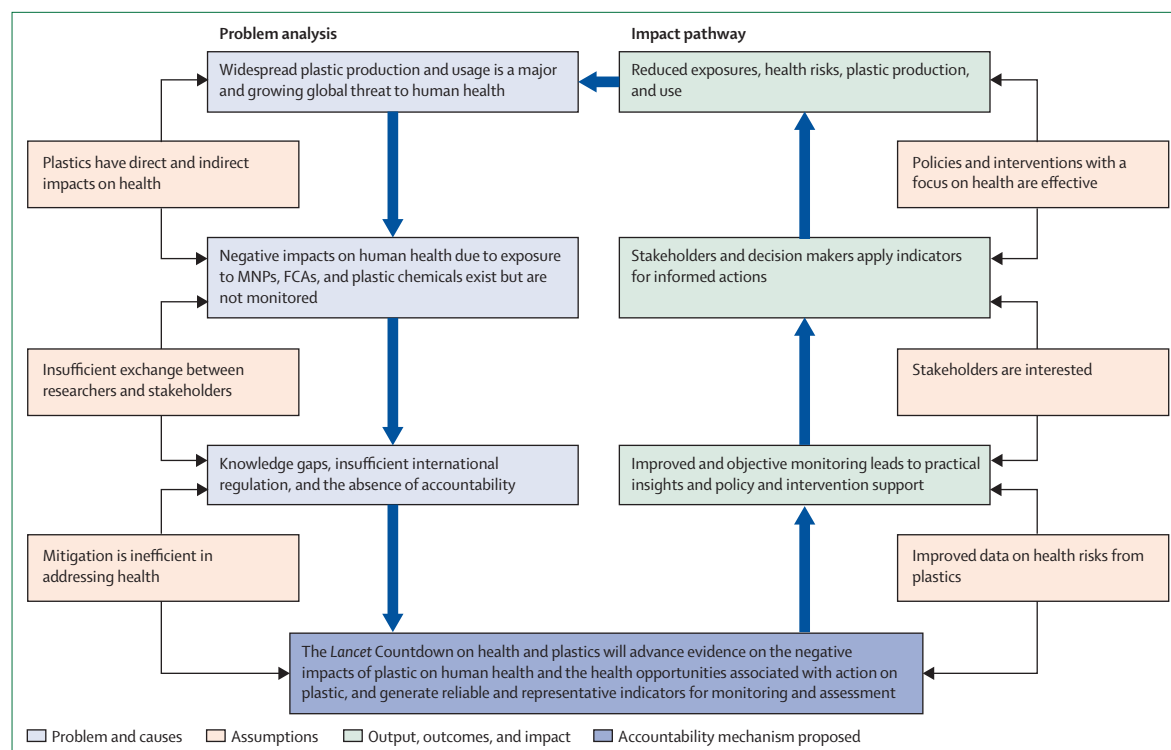 Problem analysis
Impact pathway
Widespread plastic production and usage is a major
and growing global threat to human health
Reduced exposures, health risks, plastic production,
and use
Plastics have direct and indirect
impacts on health
Policies and interventions with a
focus on health are effective
Negative impacts on human health due to exposure
to MNPs, FCAs, and plastic chemicals exist but are
not monitored
Stakeholders and decision makers apply indicators
for informed actions
Insufficient exchange between
researchers and stakeholders
Stakeholders are interested
Knowledge gaps, insufficient international
regulation, and the absence of accountability
Improved and objective monitoring leads to practical
insights and policy and intervention support
Mitigation is inefficient in
addressing health
Improved data on health risks from
plastics
The Lancet Countdown on health and plastics will advance evidence on the negative
impacts of plastic on human health and the health opportunities associated with action on
plastic, and generate reliable and representative indicators for monitoring and assessment
Problem and causes
Assumptions
Output, outcomes, and impact
Accountability mechanism proposed